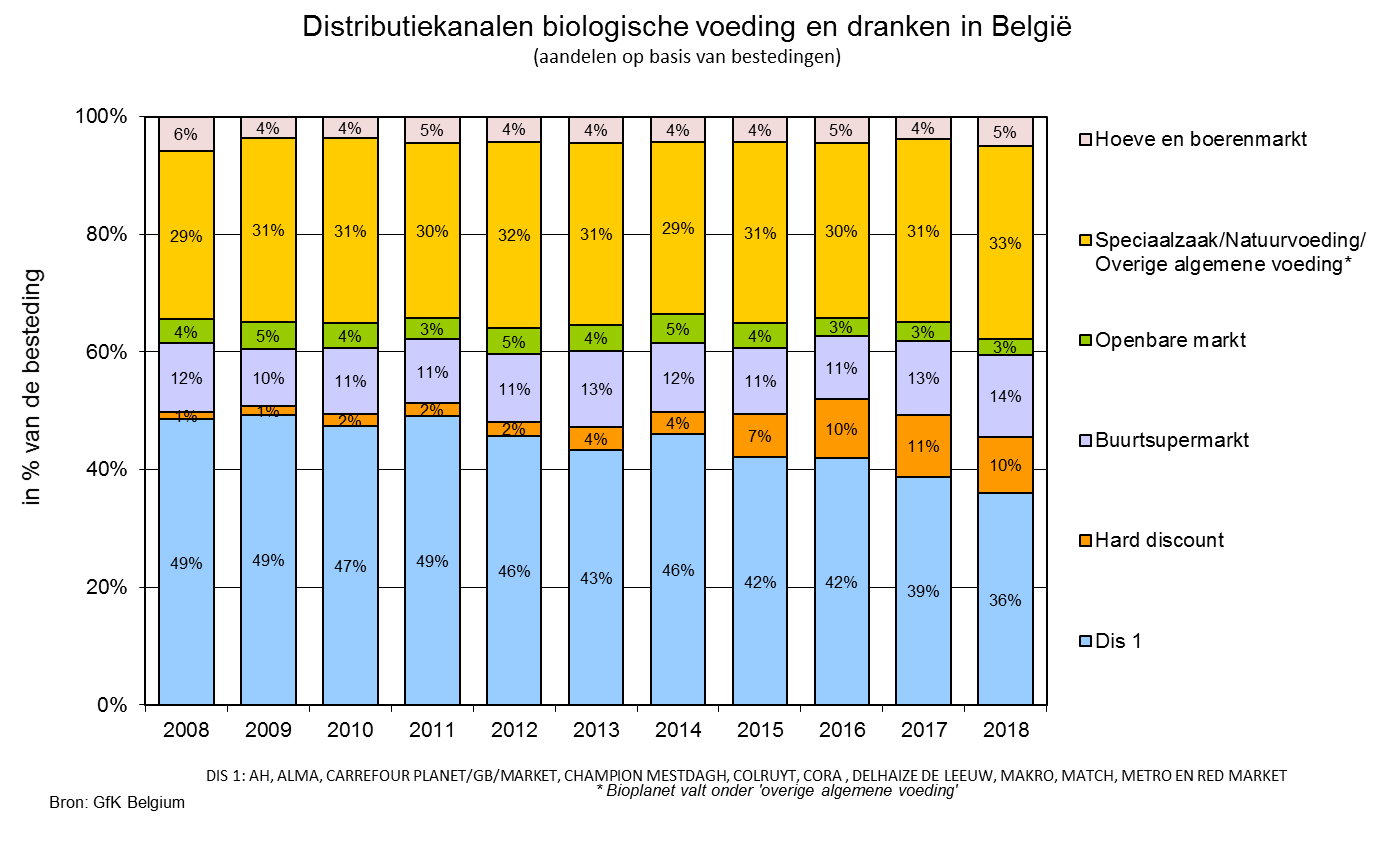 Distributiekanalen biologische voeding en dranken in België
(aandelen op basis van bestedingen)
in % van de besteding
100%
80%
60%
40%
20%
0%
6% 4% 4% 5% 4% 4% 4% 4% 5% 4% 5%
29% 31% 31% 30% 32% 31% 29% 31% 30% 31% 33%
4% 5% 4% 3% 5% 4% 5% 4% 3% 3% 3%
12% 10% 11% 11% 11% 13% 12% 11% 11% 13% 14%
1% 1% 2% 2% 2% 4% 4% 7% 10% 11% 10%
49% 49% 47% 49% 46% 43% 46% 42% 42% 39% 36%
2008 2009 2010 2011 2012 2013 2014 2015 2016 2017 2018
Hoeve en boerenmarkt
Speciaalzaak/Natuurvoeding/
Overige algemene voeding*
Openbare markt
Buurtsupermarkt
Hard discount
Dis 1
DIS 1: AH, ALMA, CARREFOUR PLANET/GB/MARKET, CHAMPION MESTDAGH, COLRUYT, CORA , DELHAIZE DE LEEUW, MAKRO, MATCH, METRO EN RED MARKET
* Bioplanet valt onder 'overige algemene voeding'
Bron: GfK Belgium